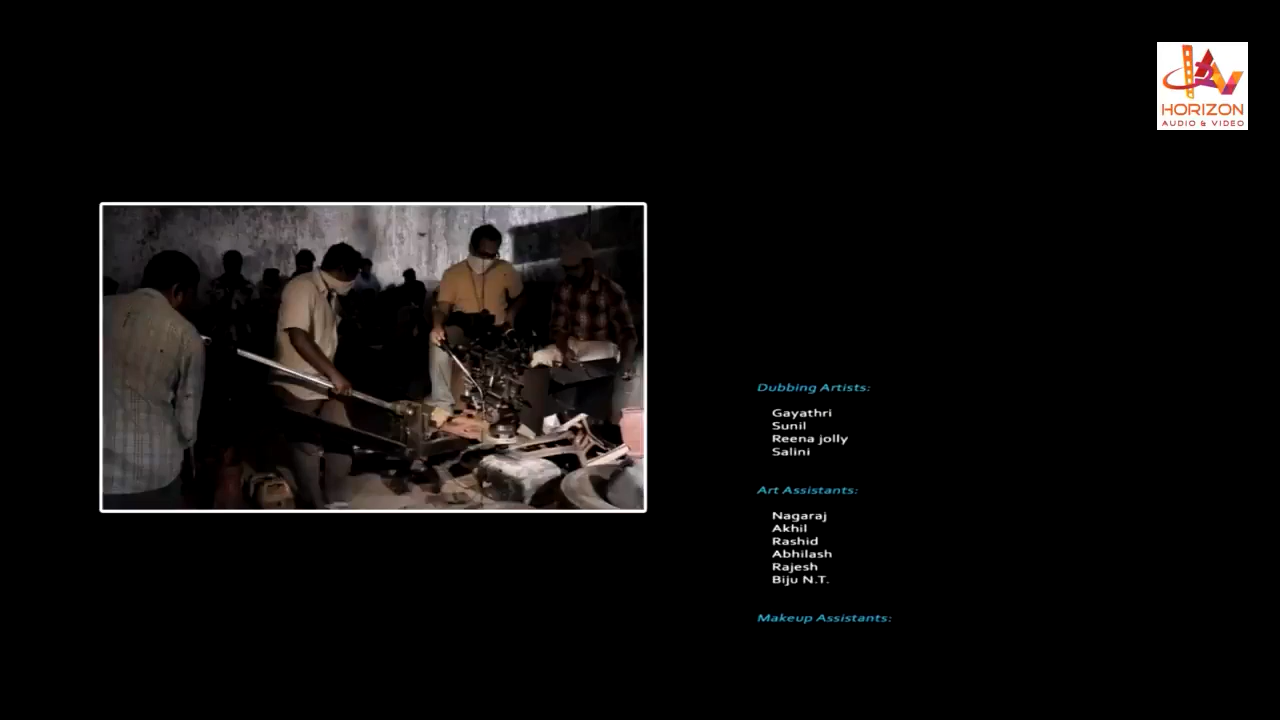 HORIZON
AUDIO & VIDEO
Dubbing Artists:
Gayathri
Sunil
Reena jolly
Salini
Art Assistants:
Nagaraj
Akhil
Rashid
Abhilash
Rajesh
Biju N.T.
Makeup Assistants: